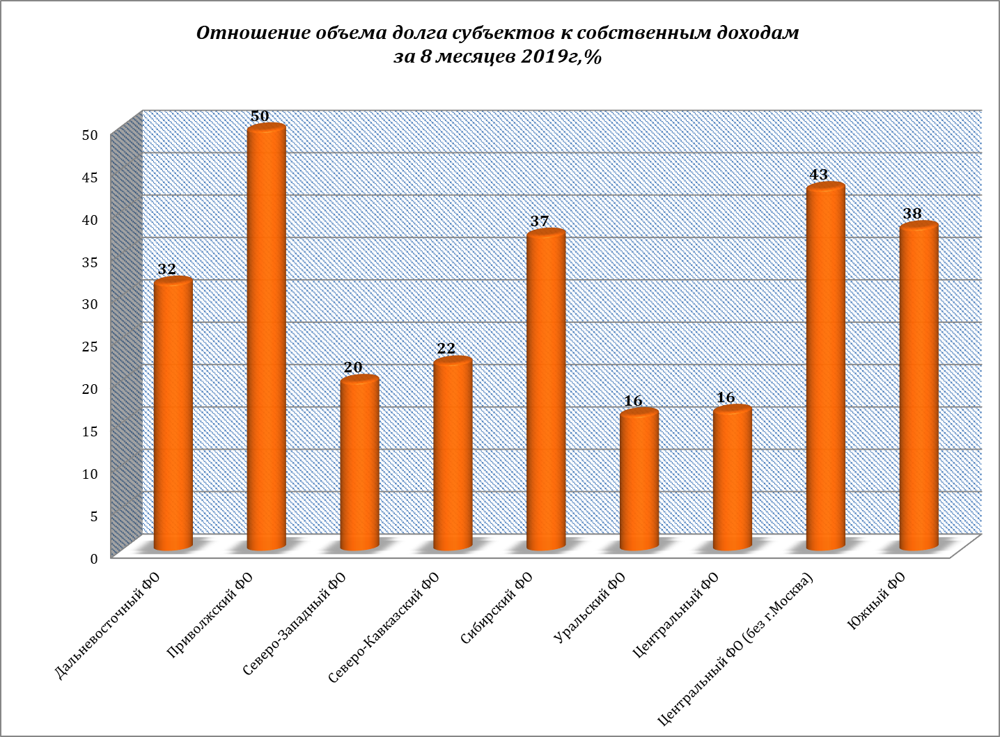 Отношение объема долга субъектов к собственным доходам
за 8 месяцев 2019г,%
50
45
40
35
30
25
20
15
10
5
0
32
50
20
22
37
16
16
43
38
Дальневосточный ФО
Приволжский ФО
Северо-Западный ФО
Северо-Кавказский ФО
Сибирский ФО
Уральский ФО
Центральный ФО
Центральный ФО (без г.Москва)
Южный ФО